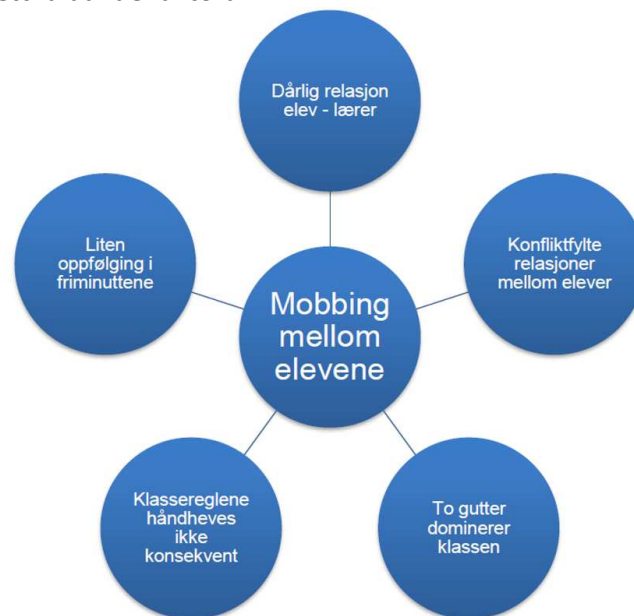 Dårlig relasjon
elev - lærer
Liten
oppfølging i
friminuttene
Konfliktfylte
relasjoner
mellom elever
Mobbing
mellom
elevene
Klassereglene
håndheves
ikke
konsekvent
To gutter
dominerer
klassen